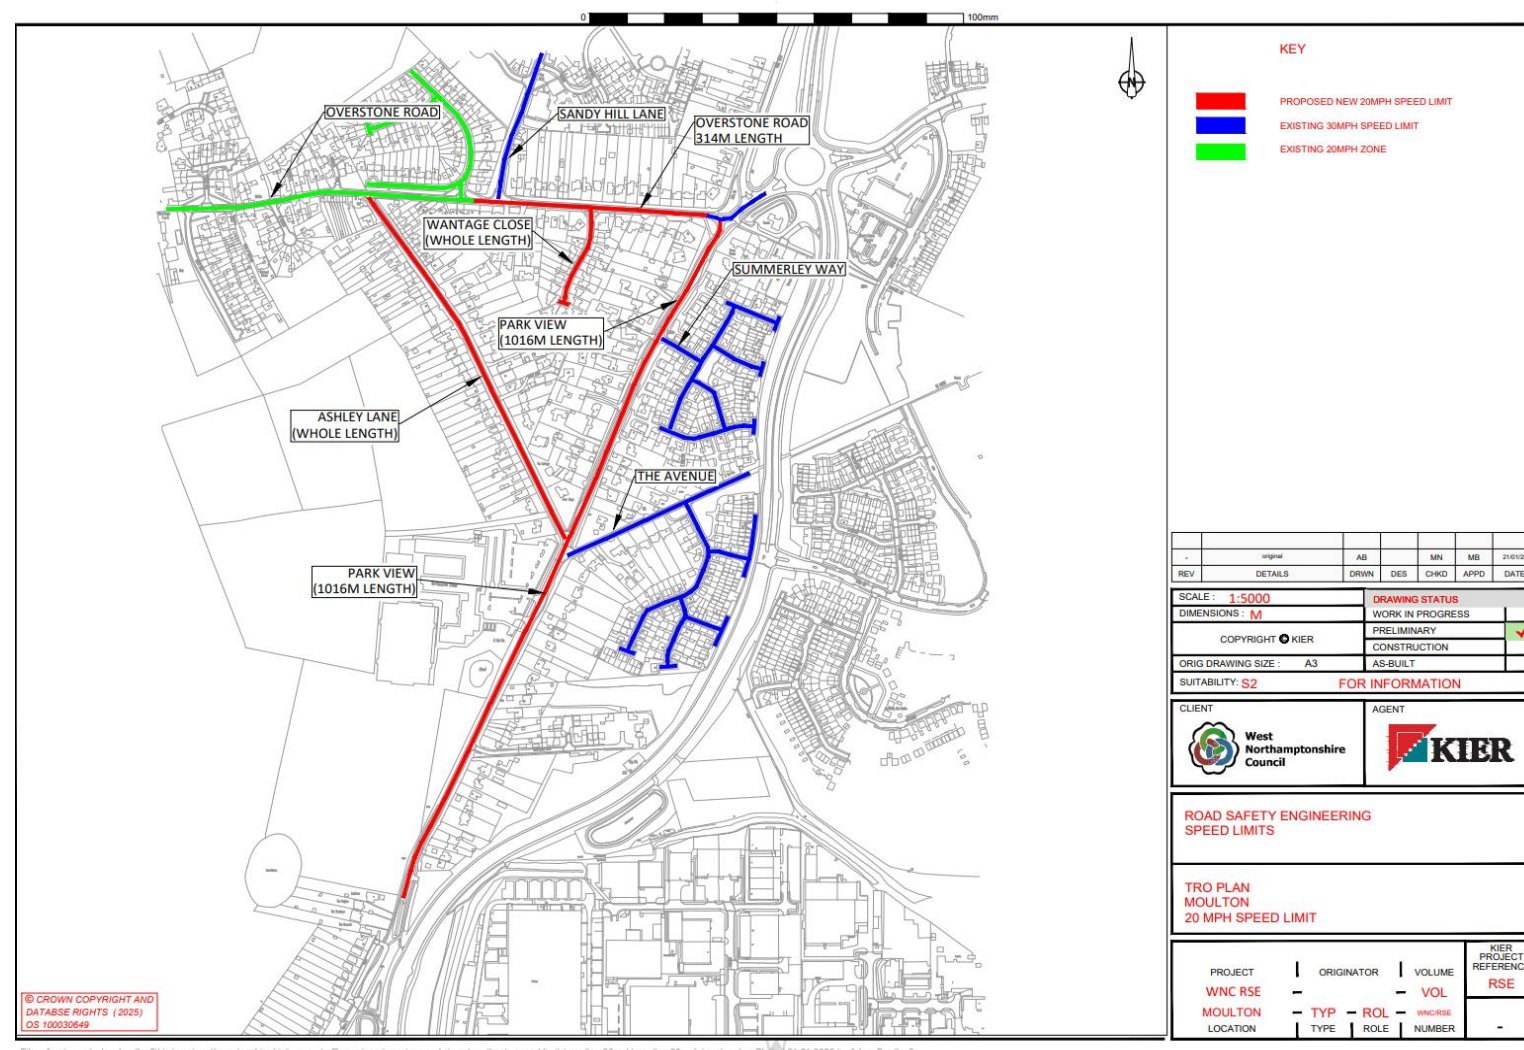 0
100mm
KEY
PROPOSED NEW 20MPH SPEED LIMIT
EXISTING 30MPH SPEED LIMIT
EXISTING 20MPH ZONE
N
OVERSTONE ROAD
SANDY HILL LANE
OVERSTONE ROAD
314M LENGTH
WANTAGE CLOSE
(WHOLE LENGTH)
SUMMERLEY WAY
PARK VIEW
(1016M LENGTH)
ASHLEY LANE
(WHOLE LENGTH)
THE AVENUE
PARK VIEW
(1016M LENGTH)
© CROWN COPYRIGHT AND
DATABSE RIGHTS (2025)
OS 100030649
- original AB MN MB 21/01/2
REV DETAILS DRWN DES CHKD APPD DATE
SCALE : 1:5000
DIMENSIONS : M
COPYRIGHT KIER
ORIG DRAWING SIZE : A3
DRAWING STATUS
WORK IN PROGRESS
PRELIMINARY
CONSTRUCTION
AS-BUILT
SUITABILITY: S2 FOR INFORMATION
CLIENT
West
Northamptonshire
Council
AGENT
KIER
ROAD SAFETY ENGINEERING
SPEED LIMITS
TRO PLAN
MOULTON
20 MPH SPEED LIMIT
PROJECT | ORIGINATOR | VOLUME
WNC RSE - - VOL
MOULTON - TYP - ROL - WNC/RSE
LOCATION | TYPE | ROLE | NUMBER
KIER
PROJECT
REFERENC
RSE
-